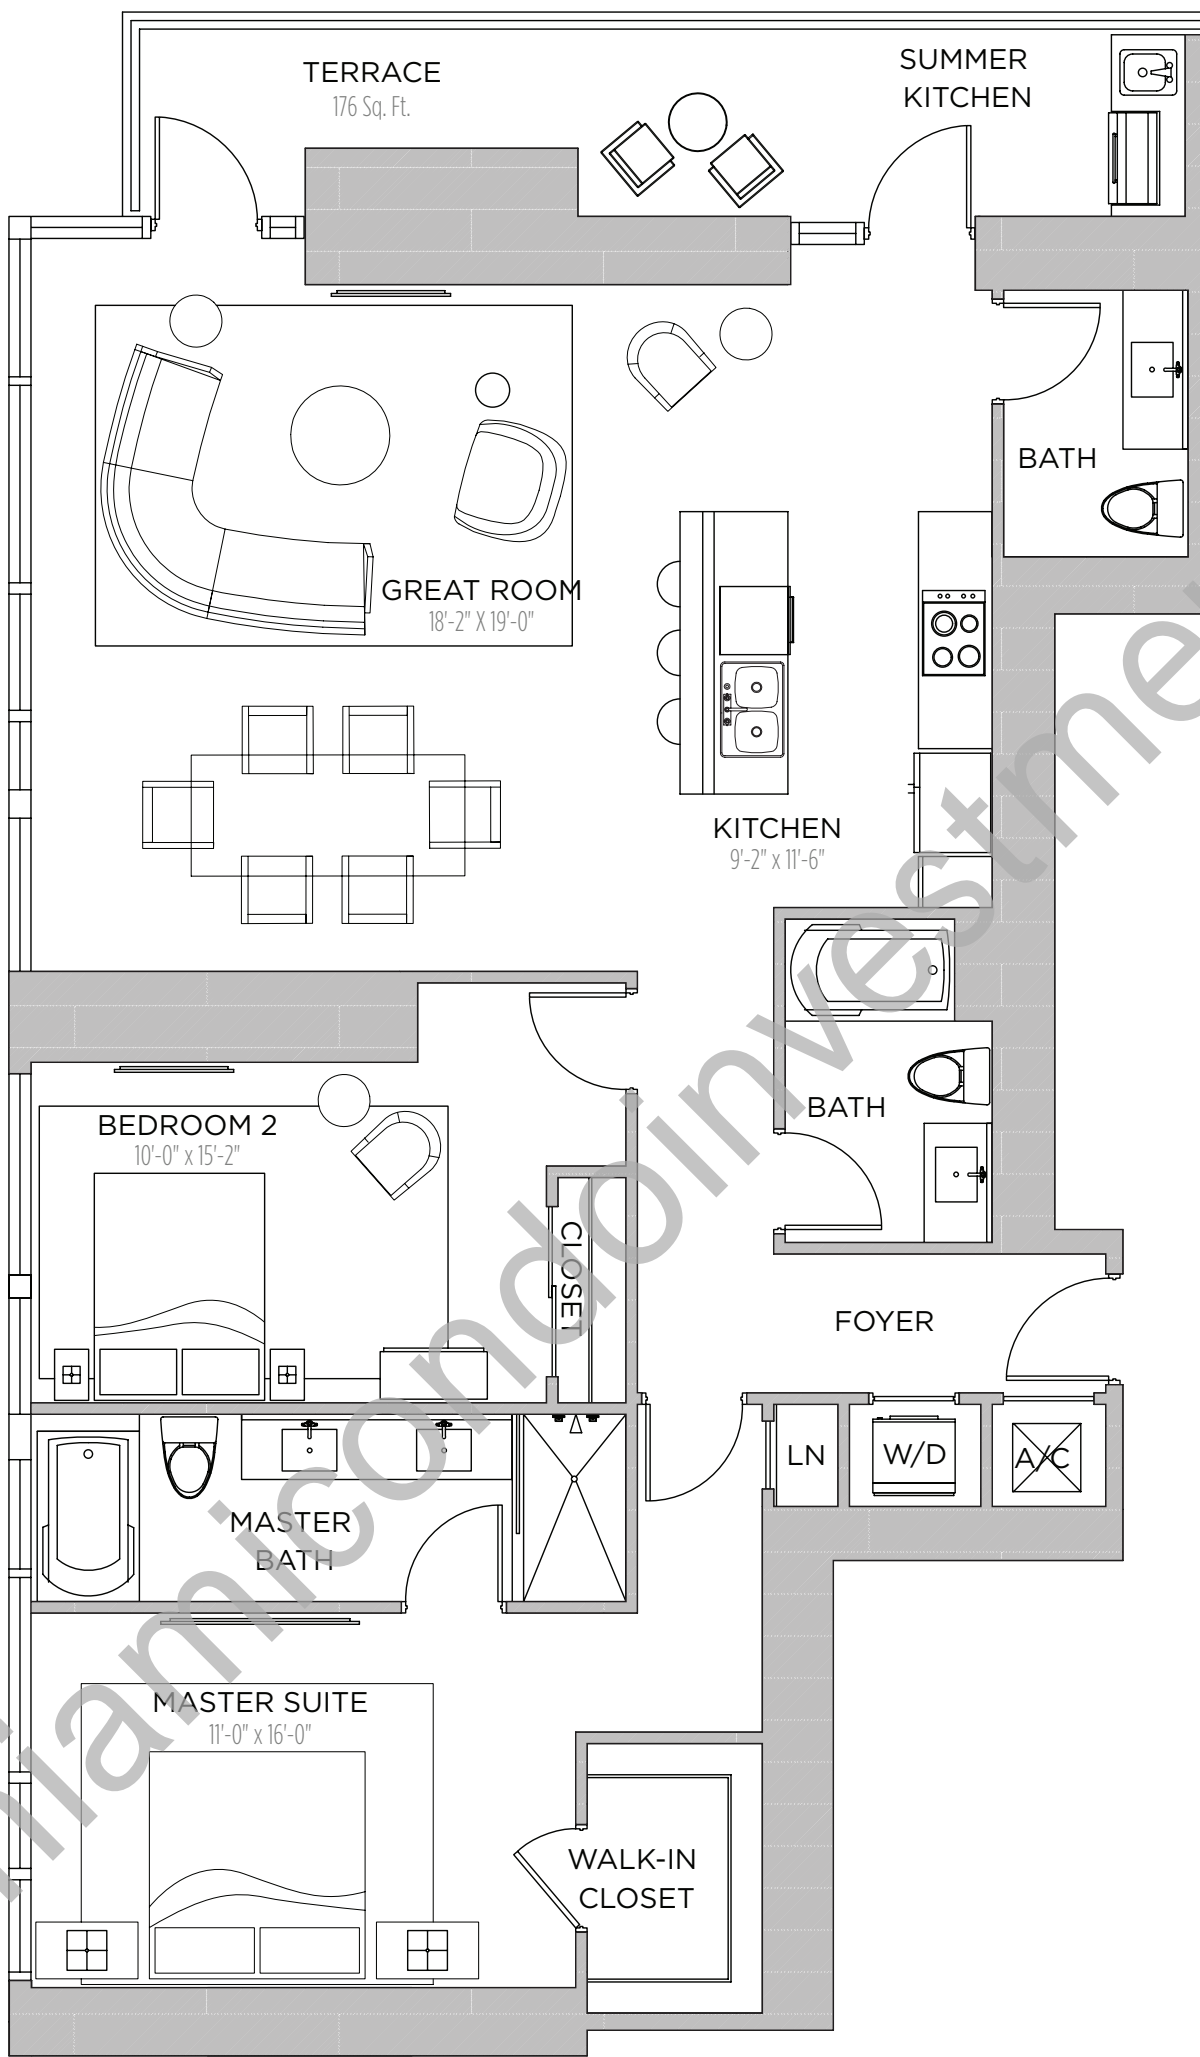 TERRACE
176 Sq. Ft.
SUMMER
KITCHEN
BATH
GREAT ROOM
18'-2" X 19'-0"
KITCHEN
9'-2" x 11'-6"
BATH
BEDROOM 2
10'-0" x 15'-2"
CLOSET
FOYER
LN
W/D
A/C
MASTER
BATH
MASTER SUITE
11'-0" x 16'-0"
WALK-IN
CLOSET
miamicondoinvestme